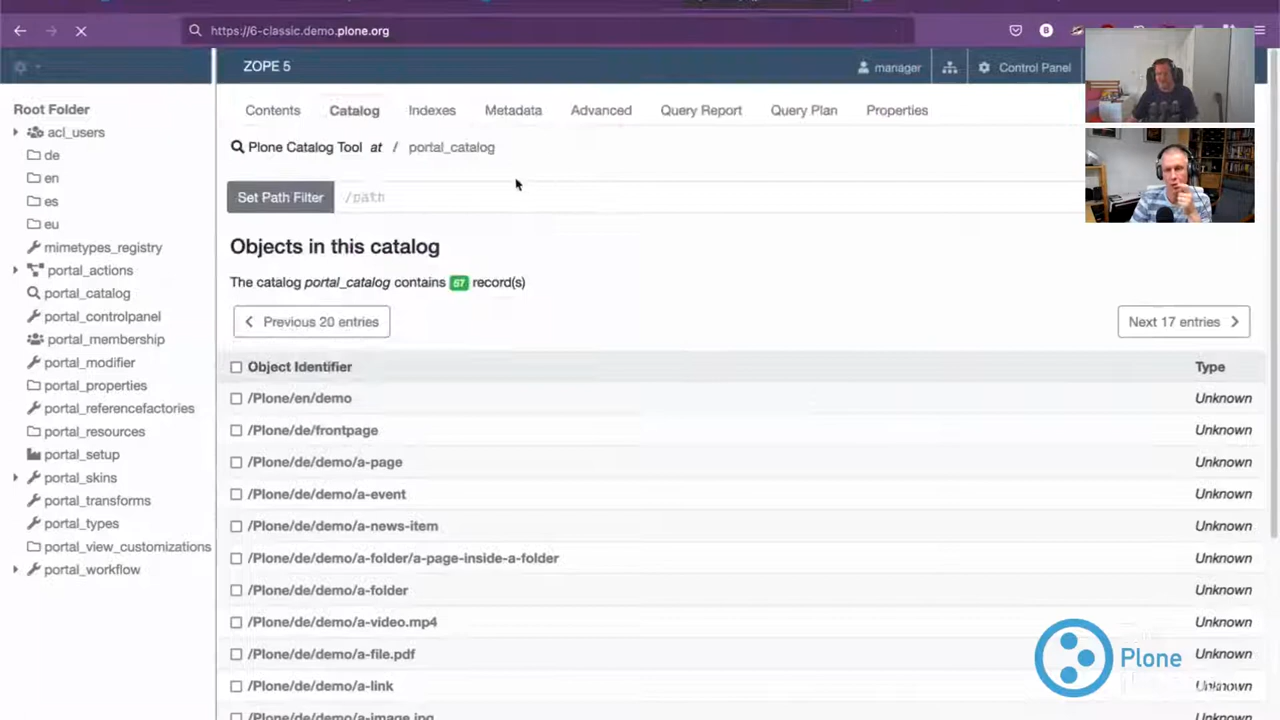 https://6-classic.demo.plone.org
ZOPE 5
manager
Control Panel
Root Folder
acl_users
de
en
es
eu
mimetypes_registry
portal_actions
portal_catalog
portal_controlpanel
portal_membership
portal_modifier
portal_properties
portal_referencefactories
portal_resources
portal_setup
portal_skins
portal_transforms
portal_types
portal_view_customizations
portal_workflow
Contents Catalog Indexes Metadata Advanced Query Report Query Plan Properties
Plone Catalog Tool at / portal_catalog
Set Path Filter /path
Objects in this catalog
The catalog portal_catalog contains 57 record(s)
Previous 20 entries Next 17 entries
Object Identifier Type
/Plone/en/demo Unknown
/Plone/de/frontpage Unknown
/Plone/de/demo/a-page Unknown
/Plone/de/demo/a-event Unknown
/Plone/de/demo/a-news-item Unknown
/Plone/de/demo/a-folder/a-page-inside-a-folder Unknown
/Plone/de/demo/a-folder Unknown
/Plone/de/demo/a-video.mp4 Unknown
/Plone/de/demo/a-file.pdf Unknown
/Plone/de/demo/a-link Unknown
/Plone/de/demo/a-image.jpg Unknown
Plone